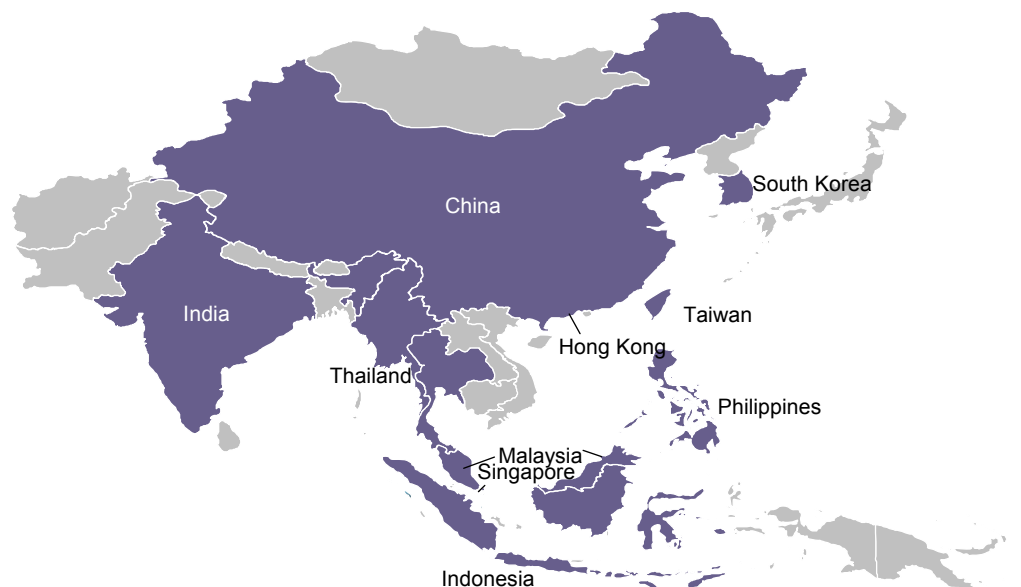 South Korea
China
India
Taiwan
Hong Kong
Thailand
Philippines
Malaysia
Singapore
Indonesia